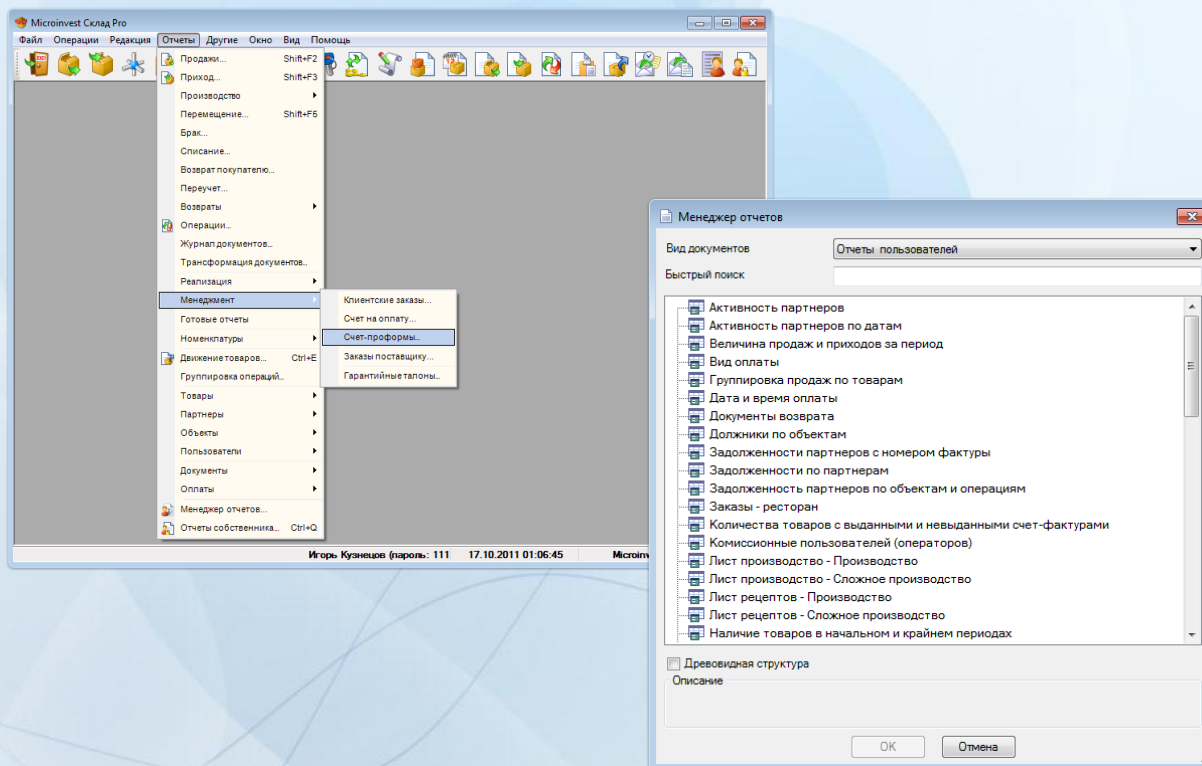 Microinvest Склад Pro
Файл Операции Редакция Отчеты Другие Окно Вид Помощь
Продажи... Shift+F2
Приход... Shift+F3
Производство
Перемещение... Shift+F5
Брак...
Списание...
Возврат покупателю...
Переучет...
Возвраты
Операции...
Журнал документов...
Трансформация документов..
Реализация
Менеджмент
Готовые отчеты
Номенклатуры
Движение товаров... Ctrl+E
Группировка операций..
Товары
Партнеры
Объекты
Пользователи
Документы
Оплаты
Менеджер отчетов...
Отчеты собственника... Ctrl+Q
Клиентские заказы...
Счет на оплату...
Счет-проформы...
Заказы поставщику...
Гарантийные талоны..
Игорь Кузнецов (пароль: 111 17.10.2011 01:06:45 Microinv
Менеджер отчетов
Вид документов Отчеты пользователей
Быстрый поиск
Активность партнеров
Активность партнеров по датам
Величина продаж и приходов за период
Вид оплаты
Группировка продаж по товарам
Дата и время оплаты
Документы возврата
Должники по объектам
Задолженности партнеров с номером фактуры
Задолженность по партнерам
Задолженность партнеров по объектам и операциям
Заказы - ресторан
Количества товаров с выданными и невыданными счет-фактурами
Комиссионные пользователей (операторов)
Лист производство - Производство
Лист производство - Сложное производство
Лист рецептов - Производство
Лист рецептов - Сложное производство
Наличие товаров в начальном и крайнем периодах
Древовидная структура
Описание
OK Отмена